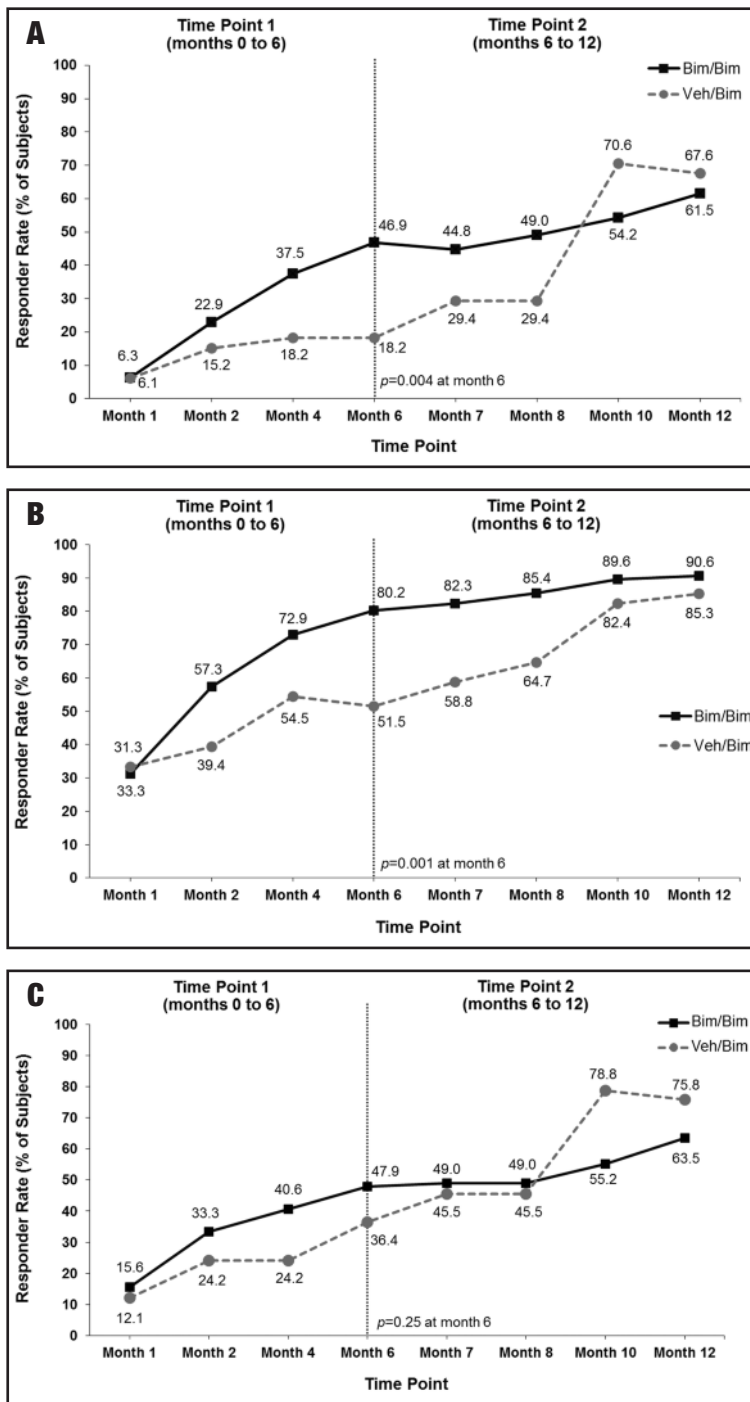 A
Time Point 1 Time Point 2
(months 0 to 6) (months 6 to 12)
Responder Rate (% of Subjects)
100
90
80
70
60
50
40
30
20
10
0
Bim/Bim
Veh/Bim
6.3 22.9 37.5 46.9 44.8 49.0 54.2 61.5
6.1 15.2 18.2 18.2 29.4 29.4 70.6 67.6
p=0.004 at month 6
Month 1 Month 2 Month 4 Month 6 Month 7 Month 8 Month 10 Month 12
Time Point
B
Time Point 1 Time Point 2
(months 0 to 6) (months 6 to 12)
Responder Rate (% of Subjects)
100
90
80
70
60
50
40
30
20
10
0
31.3 57.3 72.9 80.2 82.3 85.4 89.6 90.6
33.3 39.4 54.5 51.5 58.8 64.7 82.4 85.3
Bim/Bim
Veh/Bim
p=0.001 at month 6
Month 1 Month 2 Month 4 Month 6 Month 7 Month 8 Month 10 Month 12
Time Point
C
Time Point 1 Time Point 2
(months 0 to 6) (months 6 to 12)
Responder Rate (% of Subjects)
100
90
80
70
60
50
40
30
20
10
0
Bim/Bim
Veh/Bim
15.6 33.3 40.6 47.9 49.0 49.0 55.2 63.5
12.1 24.2 24.2 36.4 45.5 45.5 78.8 75.8
p=0.25 at month 6
Month 1 Month 2 Month 4 Month 6 Month 7 Month 8 Month 10 Month 12
Time Point